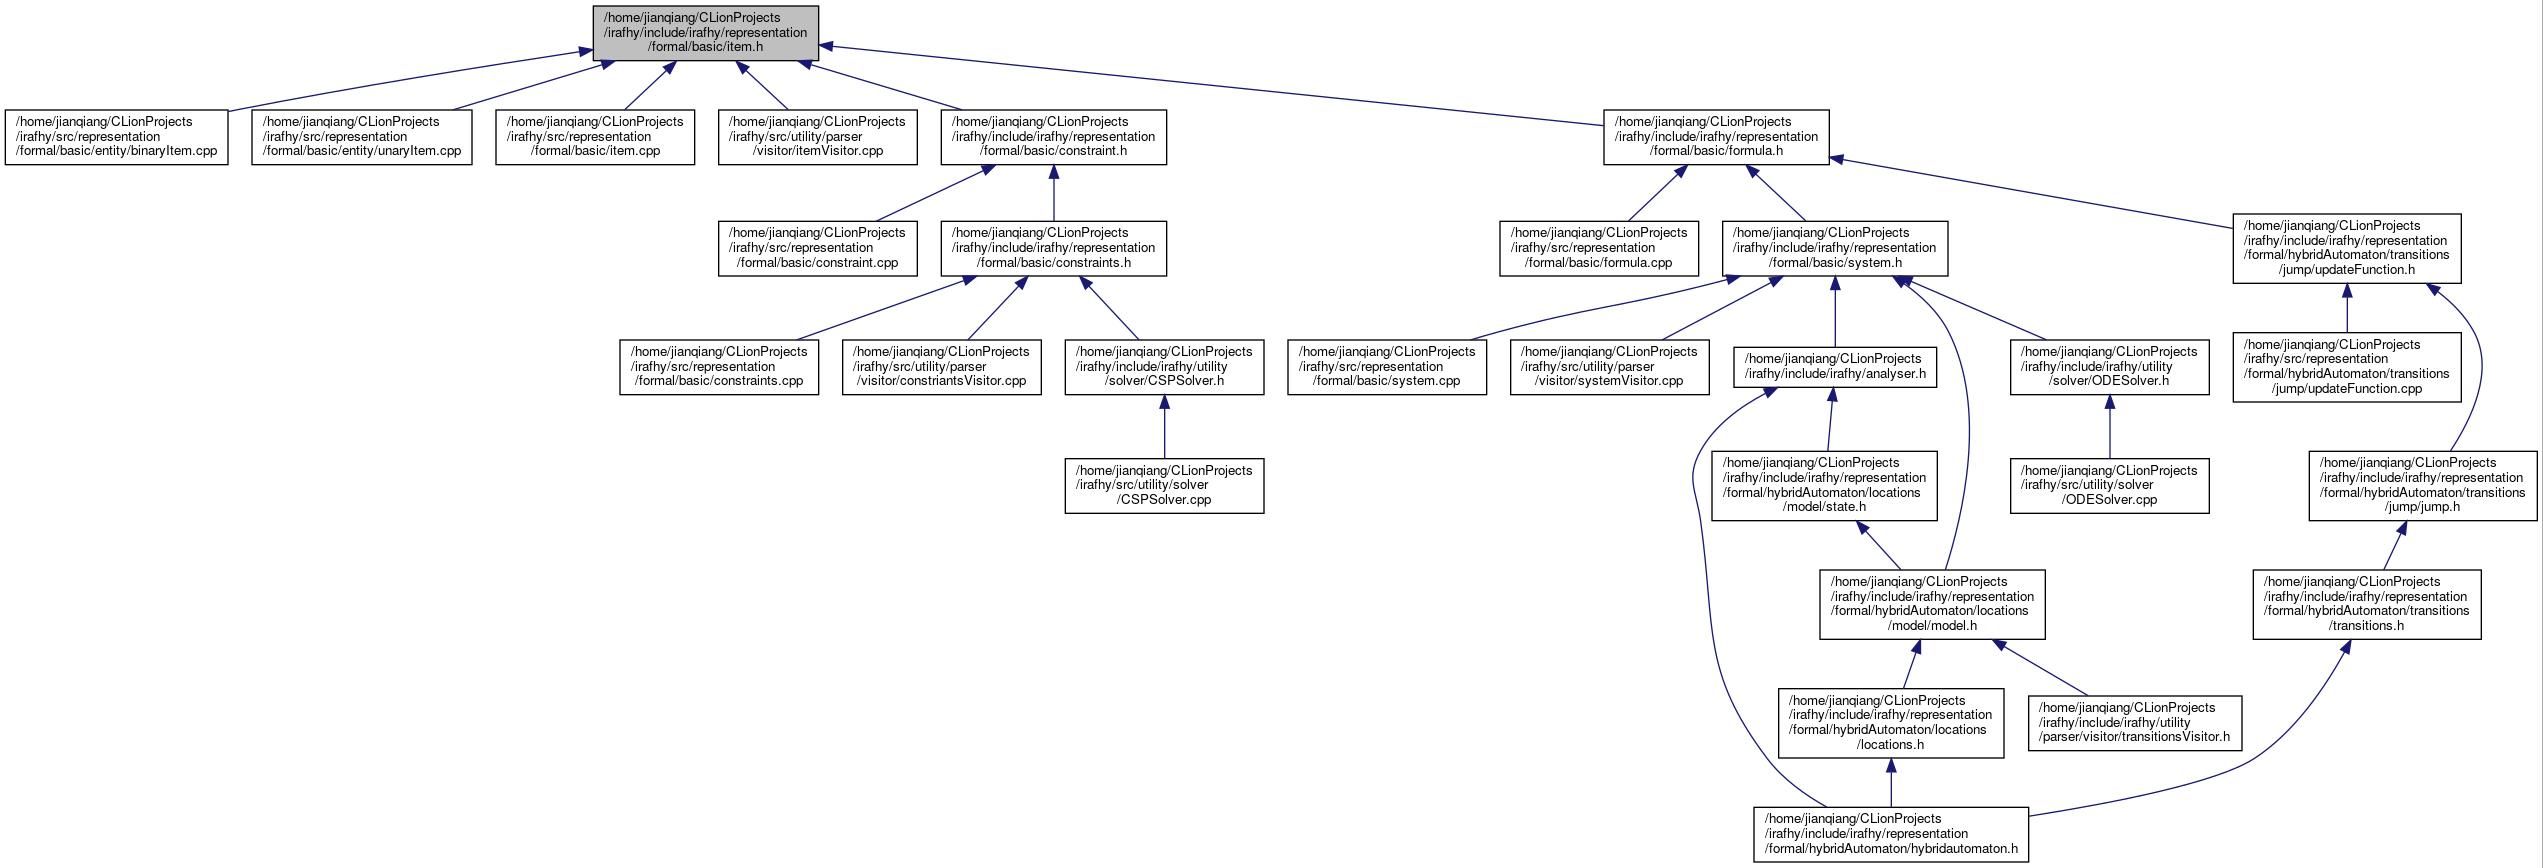 /home/jianqiang/CLionProjects
/irafhy/include/irafhy/representation
/formal/basic/item.h
/home/jianqiang/CLionProjects
/irafhy/src/representation
/formal/basic/entity/binaryItem.cpp
/home/jianqiang/CLionProjects
/irafhy/src/representation
/formal/basic/entity/unaryItem.cpp
/home/jianqiang/CLionProjects
/irafhy/src/representation
/formal/basic/item.cpp
/home/jianqiang/CLionProjects
/irafhy/src/utility/parser
/visitor/itemVisitor.cpp
/home/jianqiang/CLionProjects
/irafhy/include/irafhy/representation
/formal/basic/constraint.h
/home/jianqiang/CLionProjects
/irafhy/include/irafhy/representation
/formal/basic/formula.h
/home/jianqiang/CLionProjects
/irafhy/src/representation
/formal/basic/constraint.cpp
/home/jianqiang/CLionProjects
/irafhy/include/irafhy/representation
/formal/basic/constraints.h
/home/jianqiang/CLionProjects
/irafhy/src/representation
/formal/basic/formula.cpp
/home/jianqiang/CLionProjects
/irafhy/include/irafhy/representation
/formal/basic/system.h
/home/jianqiang/CLionProjects
/irafhy/include/irafhy/representation
/formal/hybridAutomaton/transitions
/jump/updateFunction.h
/home/jianqiang/CLionProjects
/irafhy/src/representation
/formal/basic/constraints.cpp
/home/jianqiang/CLionProjects
/irafhy/src/utility/parser
/visitor/constriantsVisitor.cpp
/home/jianqiang/CLionProjects
/irafhy/include/irafhy/utility
/solver/CSPSolver.h
/home/jianqiang/CLionProjects
/irafhy/src/representation
/formal/basic/system.cpp
/home/jianqiang/CLionProjects
/irafhy/src/utility/parser
/visitor/systemVisitor.cpp
/home/jianqiang/CLionProjects
/irafhy/include/irafhy/analyser.h
/home/jianqiang/CLionProjects
/irafhy/include/irafhy/utility
/solver/ODESolver.h
/home/jianqiang/CLionProjects
/irafhy/src/representation
/formal/hybridAutomaton/transitions
/jump/updateFunction.cpp
/home/jianqiang/CLionProjects
/irafhy/src/utility/solver
/CSPSolver.cpp
/home/jianqiang/CLionProjects
/irafhy/include/irafhy/representation
/formal/hybridAutomaton/locations
/model/state.h
/home/jianqiang/CLionProjects
/irafhy/src/utility/solver
/ODESolver.cpp
/home/jianqiang/CLionProjects
/irafhy/include/irafhy/representation
/formal/hybridAutomaton/transitions
/jump/jump.h
/home/jianqiang/CLionProjects
/irafhy/include/irafhy/representation
/formal/hybridAutomaton/locations
/model/model.h
/home/jianqiang/CLionProjects
/irafhy/include/irafhy/representation
/formal/hybridAutomaton/transitions
/transitions.h
/home/jianqiang/CLionProjects
/irafhy/include/irafhy/representation
/formal/hybridAutomaton/locations
/locations.h
/home/jianqiang/CLionProjects
/irafhy/include/irafhy/utility
/parser/visitor/transitionsVisitor.h
/home/jianqiang/CLionProjects
/irafhy/include/irafhy/representation
/formal/hybridAutomaton/hybridautomaton.h